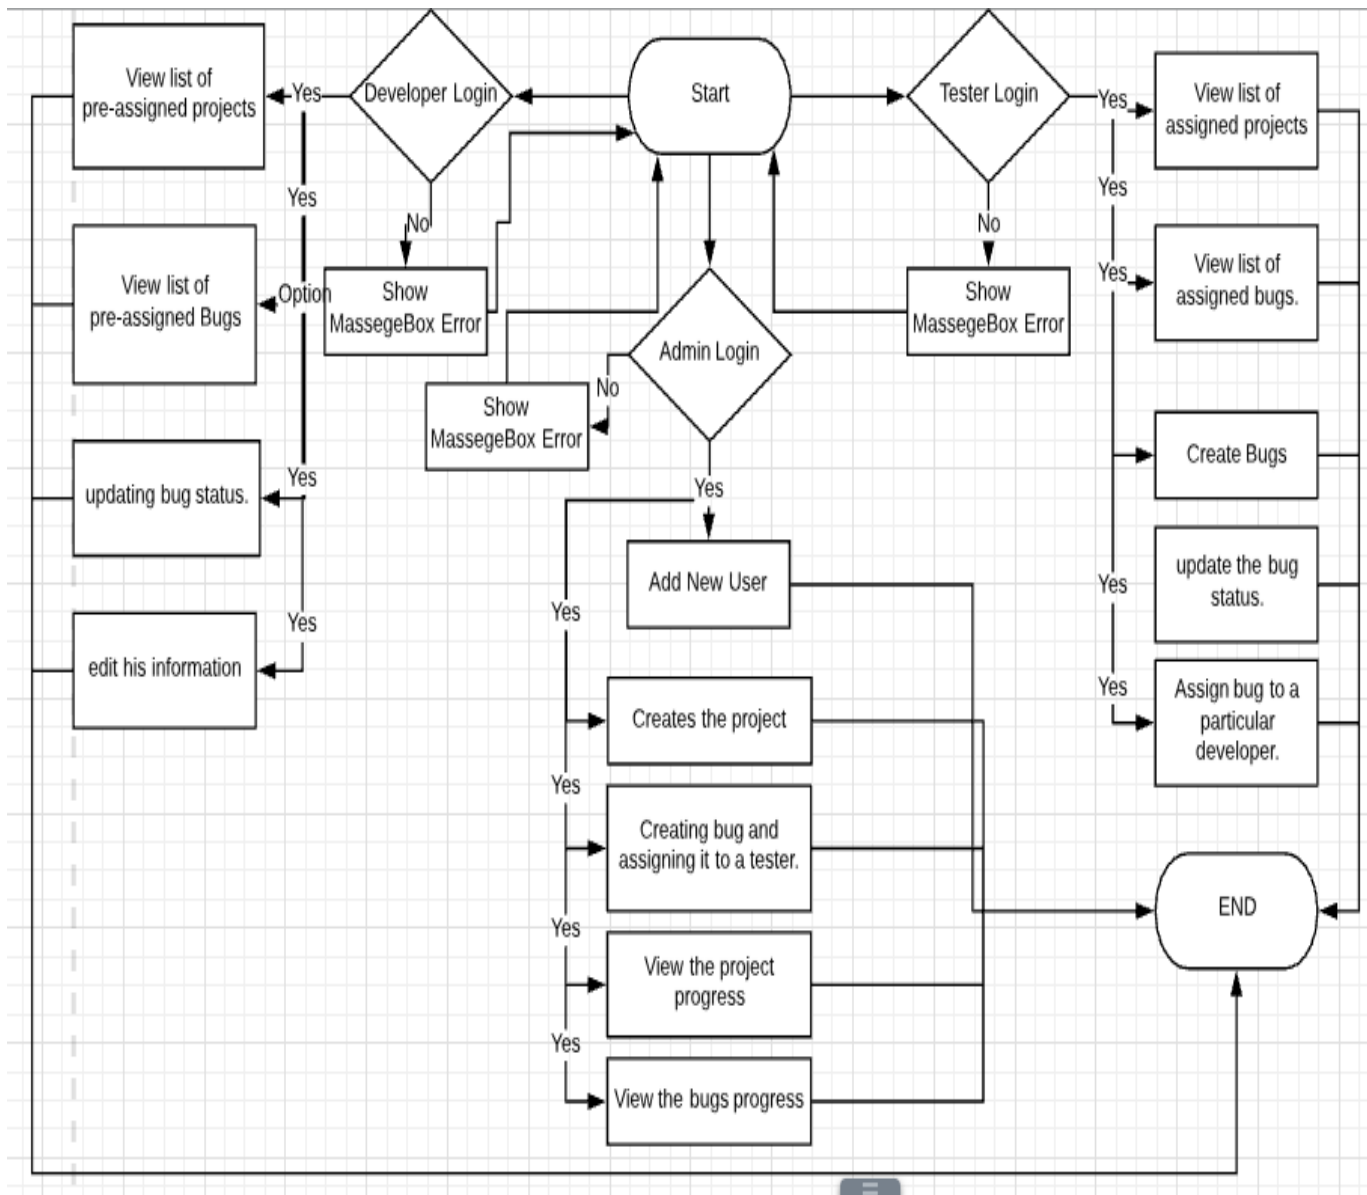 View list of
pre-assigned projects
Yes
Developer Login
Start
Tester Login
Yes
View list of
assigned projects
Yes
Yes
No
No
View list of
pre-assigned Bugs
Option
Show
MassegeBox Error
Show
MassegeBox Error
Yes
View list of
assigned bugs.
Admin Login
No
Show
MassegeBox Error
Create Bugs
updating bug status.
Yes
Yes
Add New User
update the bug
status.
Yes
Yes
Yes
edit his information
Creates the project
Yes
Assign bug to a
particular
developer.
Yes
Creating bug and
assigning it to a tester.
Yes
END
View the project
progress
Yes
View the bugs progress